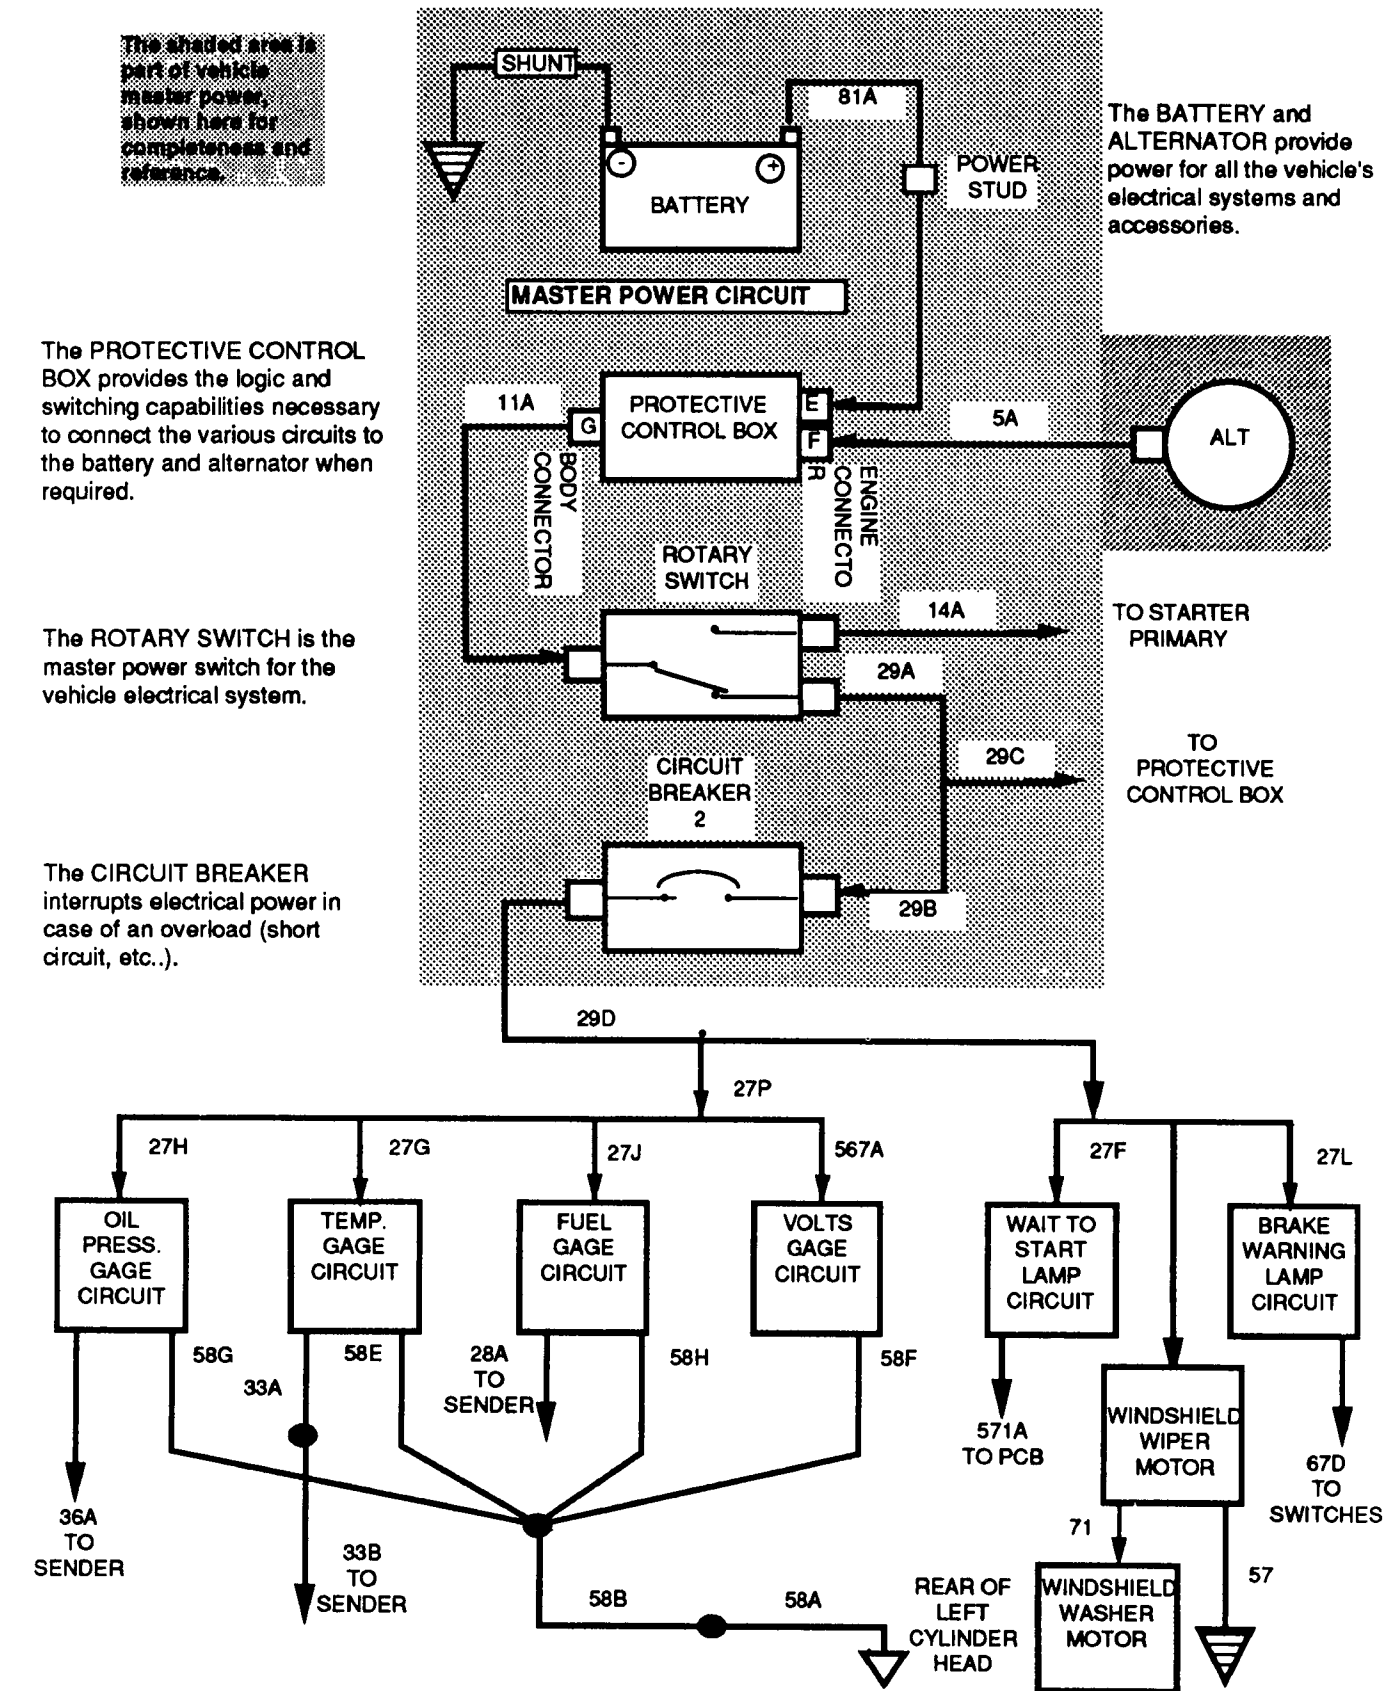 The shaded area is
part of vehicle
master power,
shown here for
completeness and
reference.
SHUNT
81A
-
+
BATTERY
POWER
STUD
The BATTERY and
ALTERNATOR provide
power for all the vehicle's
electrical systems and
accessories.
MASTER POWER CIRCUIT
The PROTECTIVE CONTROL
BOX provides the logic and
switching capabilities necessary
to connect the various circuits to
the battery and alternator when
required.
11A
G
PROTECTIVE
CONTROL BOX
E
F
5A
ALT
BODY
CONNECTOR
ENGINE
CONNECTO
R
ROTARY
SWITCH
14A
TO STARTER
PRIMARY
The ROTARY SWITCH is the
master power switch for the
vehicle electrical system.
29A
29C
TO
PROTECTIVE
CONTROL BOX
CIRCUIT
BREAKER
2
The CIRCUIT BREAKER
interrupts electrical power in
case of an overload (short
circuit, etc..).
29B
29D
27P
27H
27G
27J
567A
27F
27L
OIL
PRESS.
GAGE
CIRCUIT
TEMP.
GAGE
CIRCUIT
FUEL
GAGE
CIRCUIT
VOLTS
GAGE
CIRCUIT
WAIT TO
START
LAMP
CIRCUIT
BRAKE
WARNING
LAMP
CIRCUIT
58G
33A
58E
28A
TO
SENDER
58H
58F
571A
TO PCB
WINDSHIELD
WIPER
MOTOR
67D
TO
SWITCHES
36A
TO
SENDER
33B
TO
SENDER
58B
58A
REAR OF
LEFT
CYLINDER
HEAD
71
WINDSHIELD
WASHER
MOTOR
57